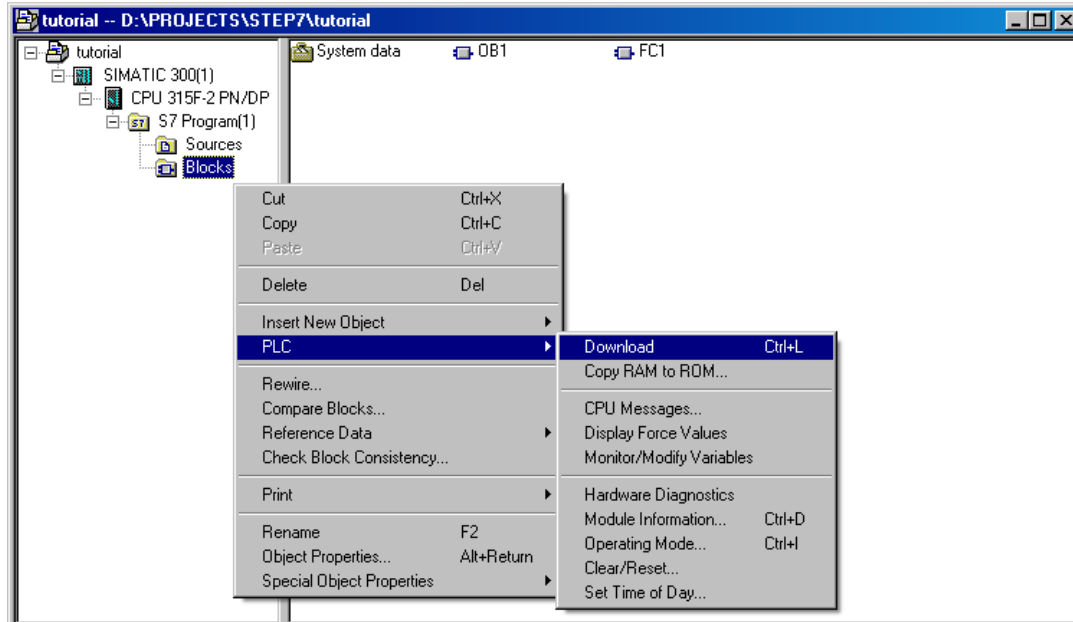 tutorial -- D:\PROJECTS\STEP7\tutorial
tutorial
SIMATIC 300(1)
CPU 315F-2 PN/DP
S7 Program(1)
Sources
Blocks
System data OB1 FC1
Cut Ctrl+X
Copy Ctrl+C
Paste Ctrl+V
Delete Del
Insert New Object
PLC
Rewire...
Compare Blocks...
Reference Data
Check Block Consistency...
Print
Rename F2
Object Properties... Alt+Return
Special Object Properties
Download Ctrl+L
Copy RAM to ROM...
CPU Messages...
Display Force Values
Monitor/Modify Variables
Hardware Diagnostics
Module Information... Ctrl+D
Operating Mode... Ctrl+I
Clear/Reset...
Set Time of Day...